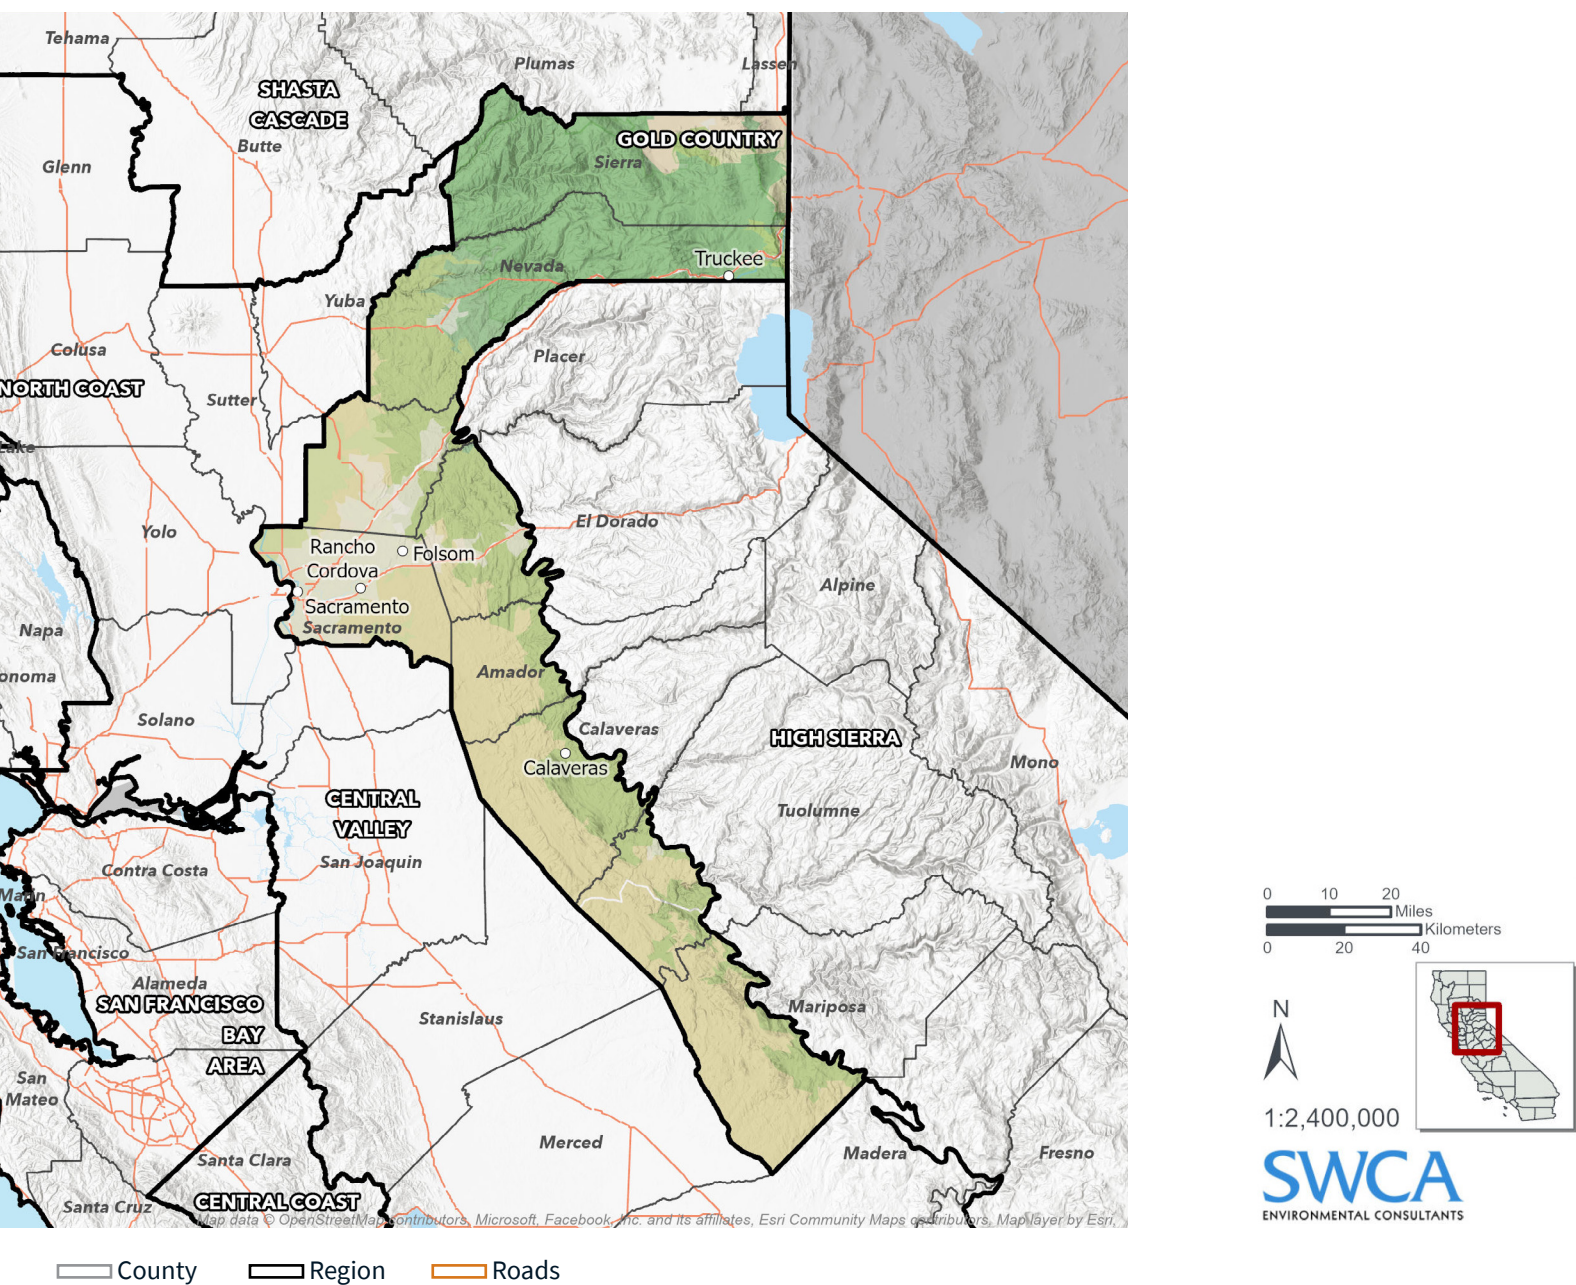 Tehama
Plumas
Lassen
SHASTA
CASCADE
Butte
GOLD COUNTRY
Sierra
Glenn
Truckee
Nevada
Yuba
Colusa
Placer
NORTH COAST
Sutter
Lake
Yolo
El Dorado
Rancho
Cordova
Folsom
Alpine
Sacramento
Sacramento
Napa
onoma
Amador
Solano
Calaveras
HIGH SIERRA
Mono
Calaveras
CENTRAL
VALLEY
Tuolumne
San Joaquin
Contra Costa
Marin
San Francisco
Alameda
SAN FRANCISCO
BAY
AREA
Stanislaus
Mariposa
San
Mateo
Merced
Madera
Fresno
Santa Clara
Santa Cruz
CENTRAL COAST
Map data © OpenStreetMap contributors, Microsoft, Facebook, Inc. and its affiliates, Esri Community Maps contributors, Map layer by Esri,
0 10 20
Miles
Kilometers
0 20 40
N
1:2,400,000
SWCA
ENVIRONMENTAL CONSULTANTS
County Region Roads